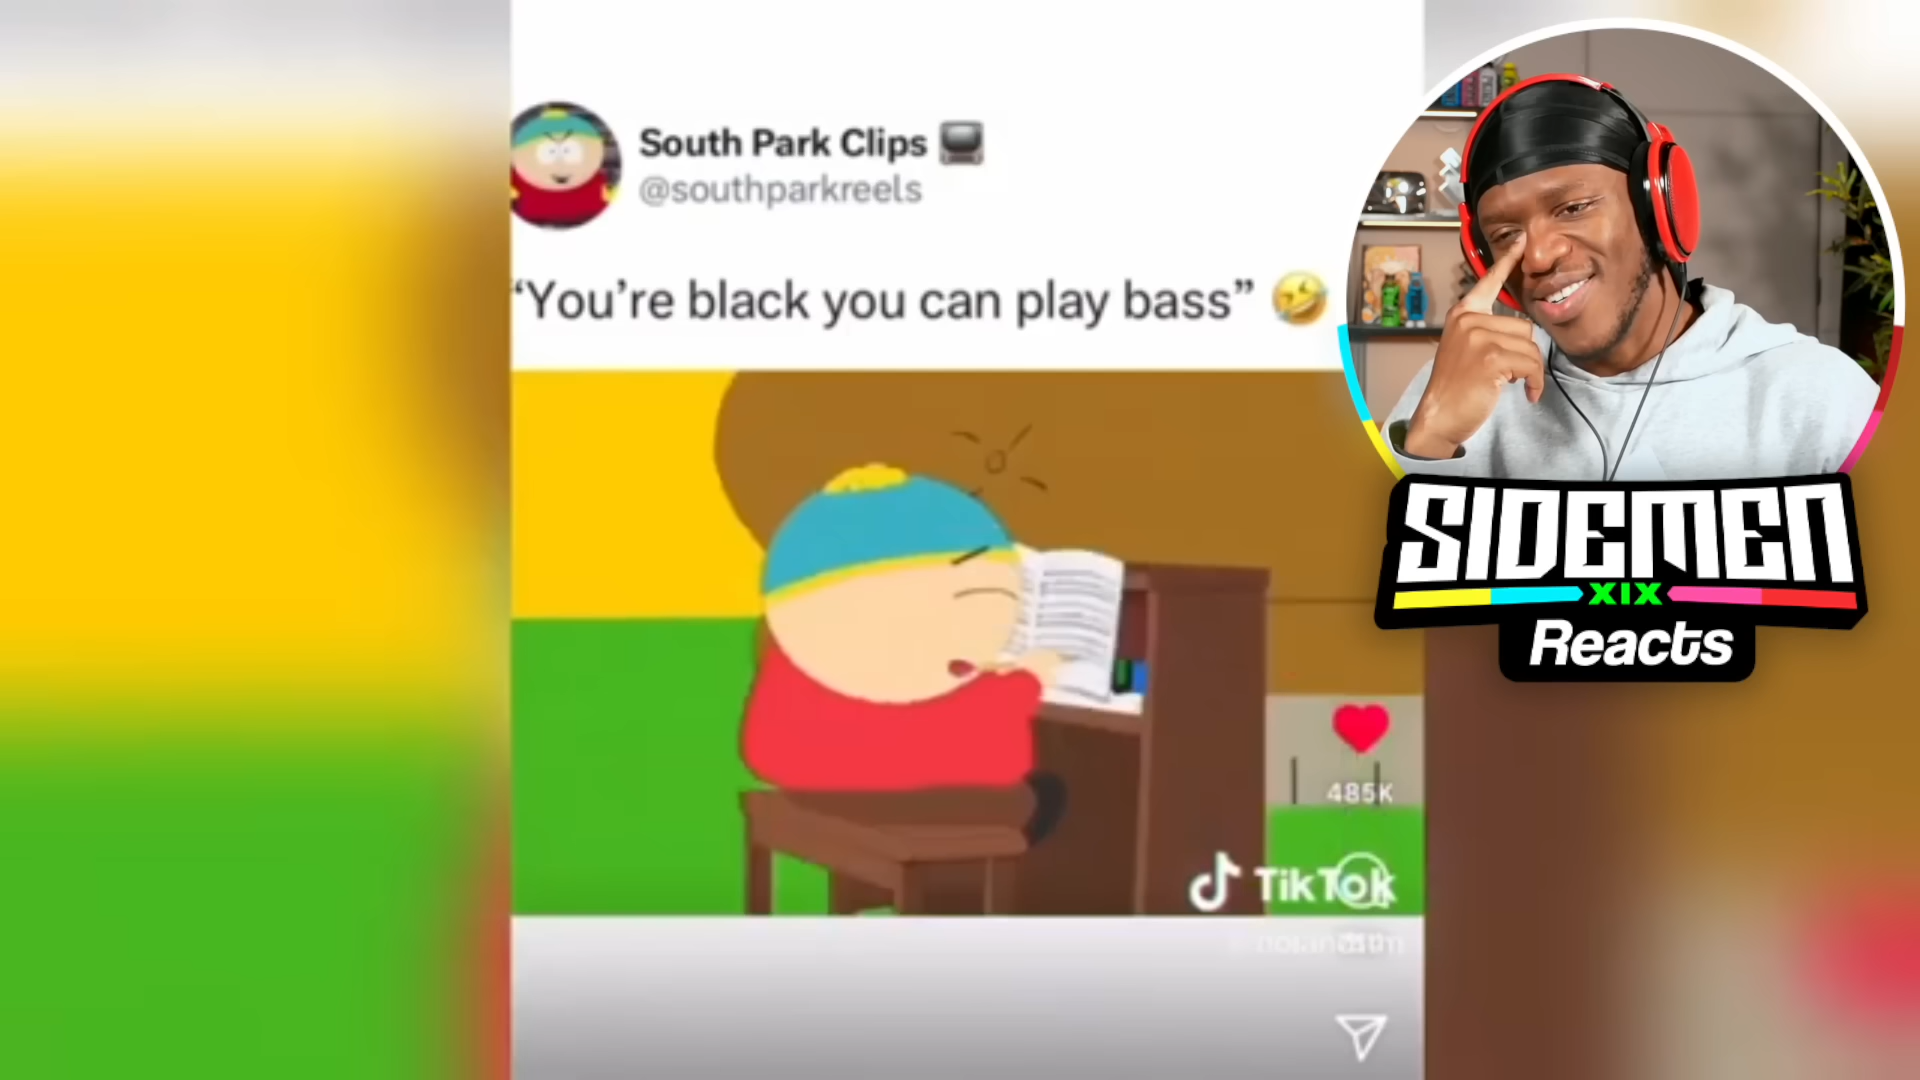 South Park Clips
@southparkreels
“You’re black you can play bass” 🤣
SIDEMEN
XIX
Reacts
485K
TikTok